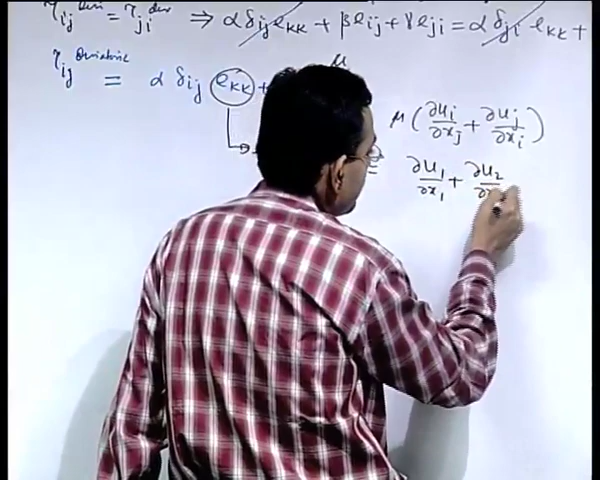 τij devi = τji dev ⇒ α δij ekk + β eij + γ eji = α δji ekk +
τij Deviatoric = α δij ekk +
μ
μ ( ∂ui/∂xj + ∂uj/∂xi )
= ∂u1/∂x1 + ∂u2/∂x